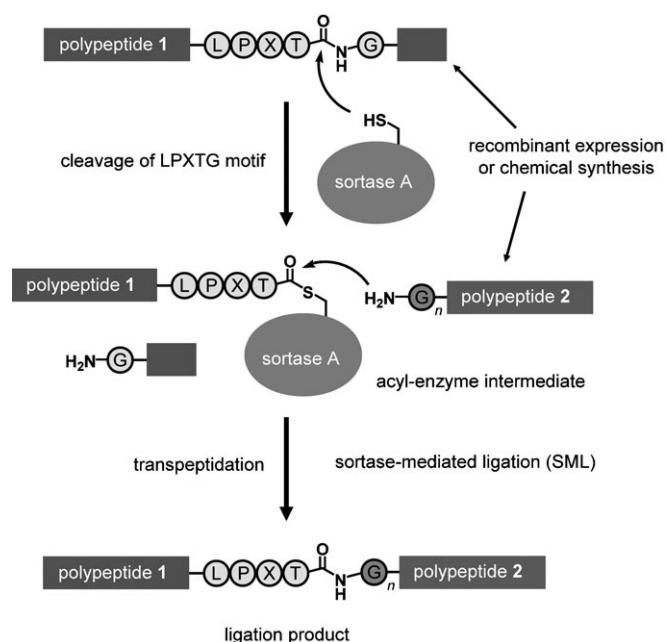 O
polypeptide 1 L P X T N G
H
HS
cleavage of LPXTG motif
recombinant expression
or chemical synthesis
sortase A
O
polypeptide 1 L P X T S
H2N G n polypeptide 2
H2N G
sortase A
acyl-enzyme intermediate
transpeptidation
sortase-mediated ligation (SML)
O
polypeptide 1 L P X T N G n polypeptide 2
H
ligation product